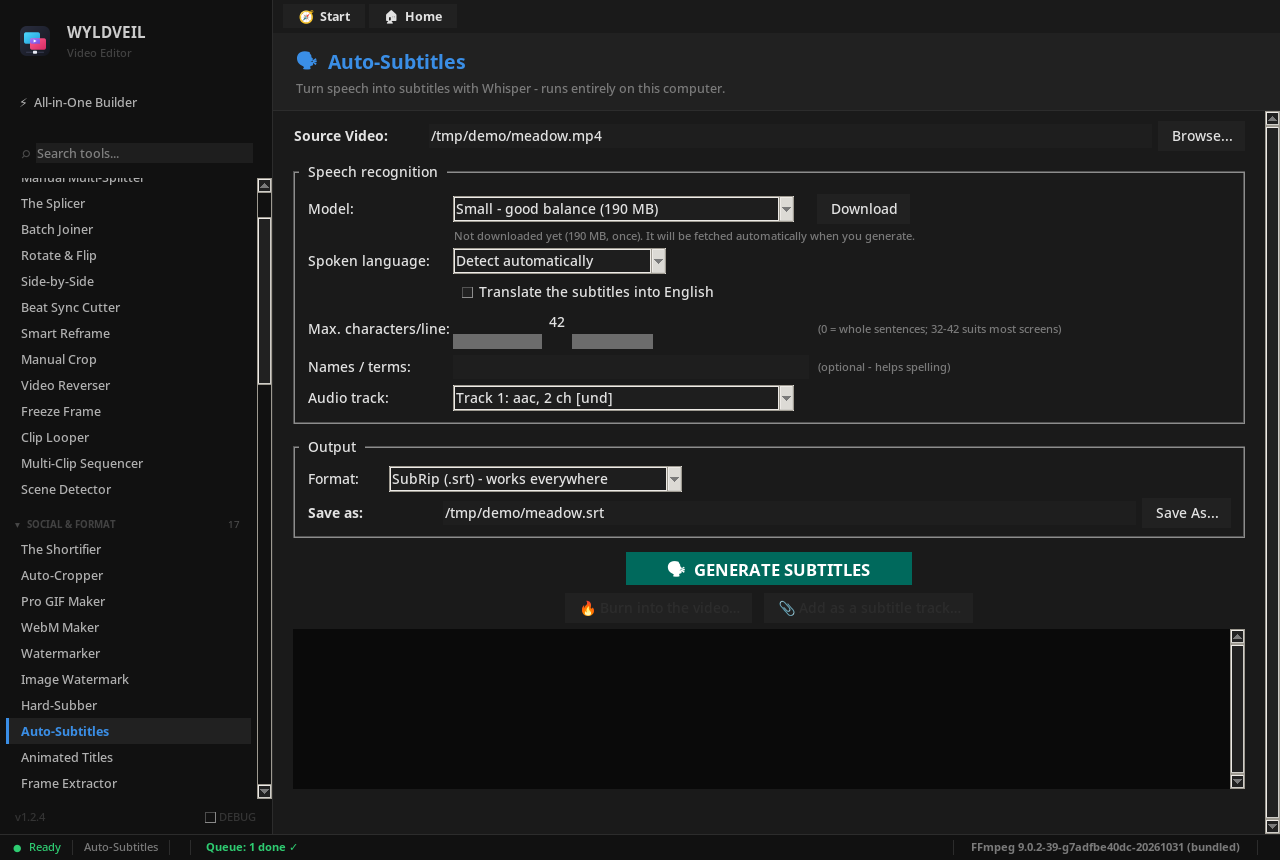 WYLDVEIL
Video Editor
All-in-One Builder
Search tools...
Manual Multi-Splitter
The Splicer
Batch Joiner
Rotate & Flip
Side-by-Side
Beat Sync Cutter
Smart Reframe
Manual Crop
Video Reverser
Freeze Frame
Clip Looper
Multi-Clip Sequencer
Scene Detector
SOCIAL & FORMAT 17
The Shortifier
Auto-Cropper
Pro GIF Maker
WebM Maker
Watermarker
Image Watermark
Hard-Subber
Auto-Subtitles
Animated Titles
Frame Extractor
v1.2.4 DEBUG
Start Home
Auto-Subtitles
Turn speech into subtitles with Whisper - runs entirely on this computer.
Source Video: /tmp/demo/meadow.mp4 Browse...
Speech recognition
Model: Small - good balance (190 MB) Download
Not downloaded yet (190 MB, once). It will be fetched automatically when you generate.
Spoken language: Detect automatically
Translate the subtitles into English
Max. characters/line: 42 (0 = whole sentences; 32-42 suits most screens)
Names / terms: (optional - helps spelling)
Audio track: Track 1: aac, 2 ch [und]
Output
Format: SubRip (.srt) - works everywhere
Save as: /tmp/demo/meadow.srt Save As...
GENERATE SUBTITLES
Burn into the video... Add as a subtitle track...
Ready Auto-Subtitles Queue: 1 done ✓ FFmpeg 9.0.2-39-g7adfbe40dc-20261031 (bundled)